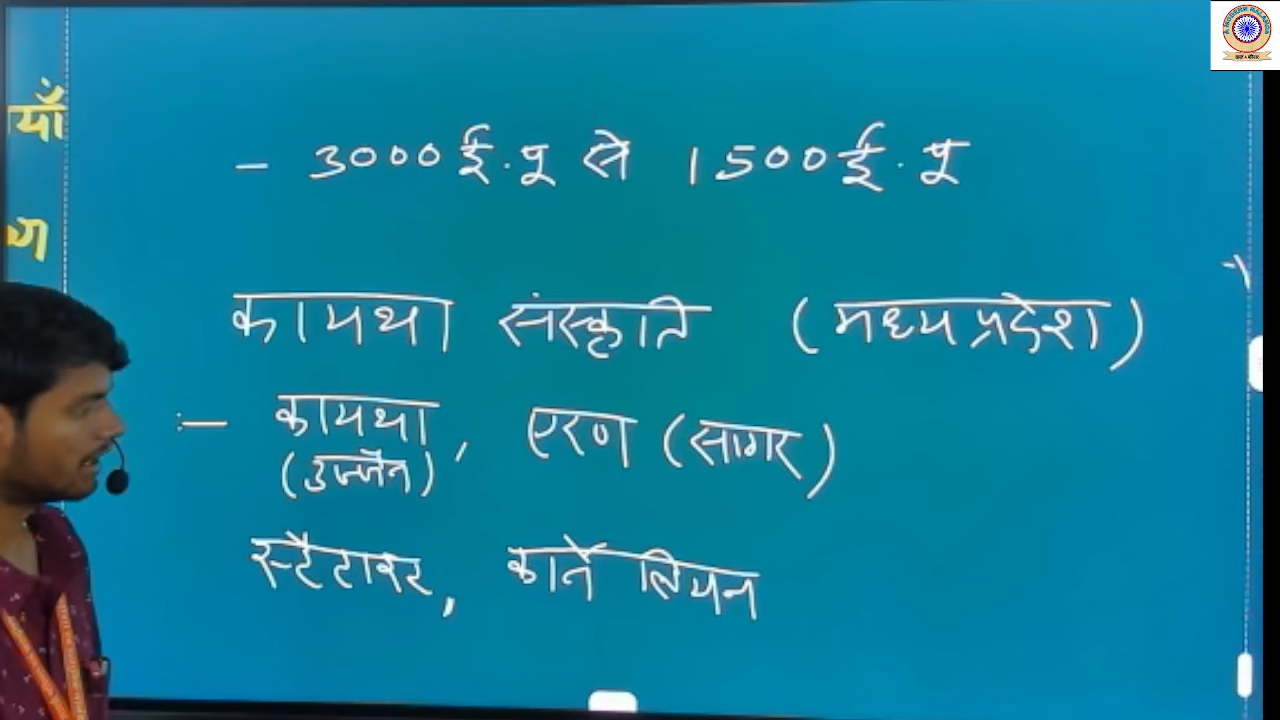 यों
ण
- 3000 ई. पू से 1500 ई. पू
कायथा संस्कृति (मध्यप्रदेश)
:- कायथा, एरण (सागर)
(उज्जैन)
स्टैटाइट, कार्ने लियन